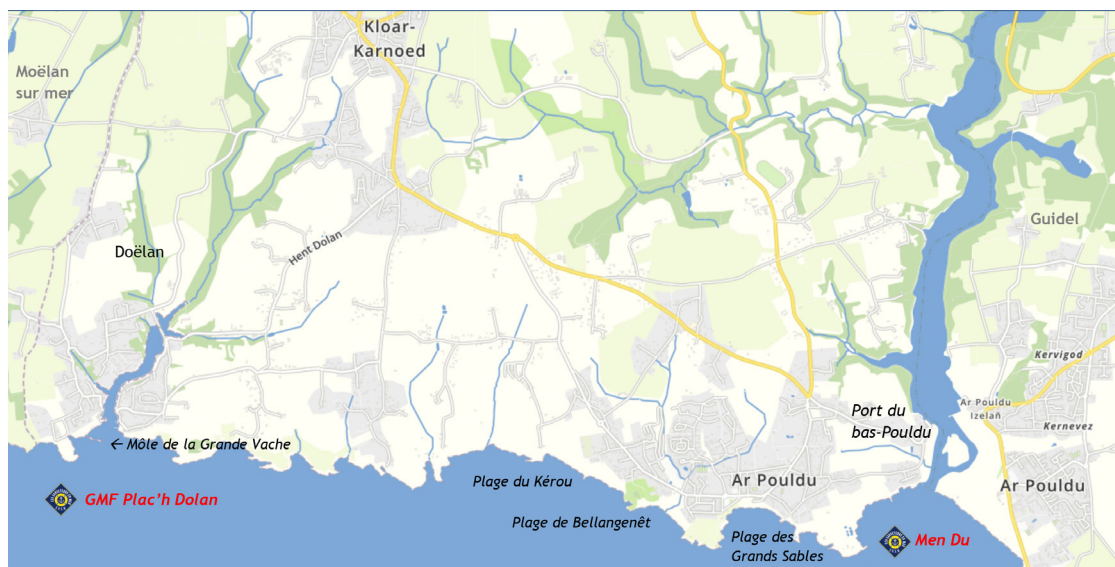 Kloar-
Karnoed
Moëlan
sur mer
Guidel
Hent Dolan
Doëlan
Kervigod
Ar Pouldu
Izelañ
Port du
bas-Pouldu
Kernevez
← Môle de la Grande Vache
Plage du Kérou
Ar Pouldu
Ar Pouldu
GMF Plac'h Dolan
Plage de Bellangenêt
Plage des
Grands Sables
Men Du